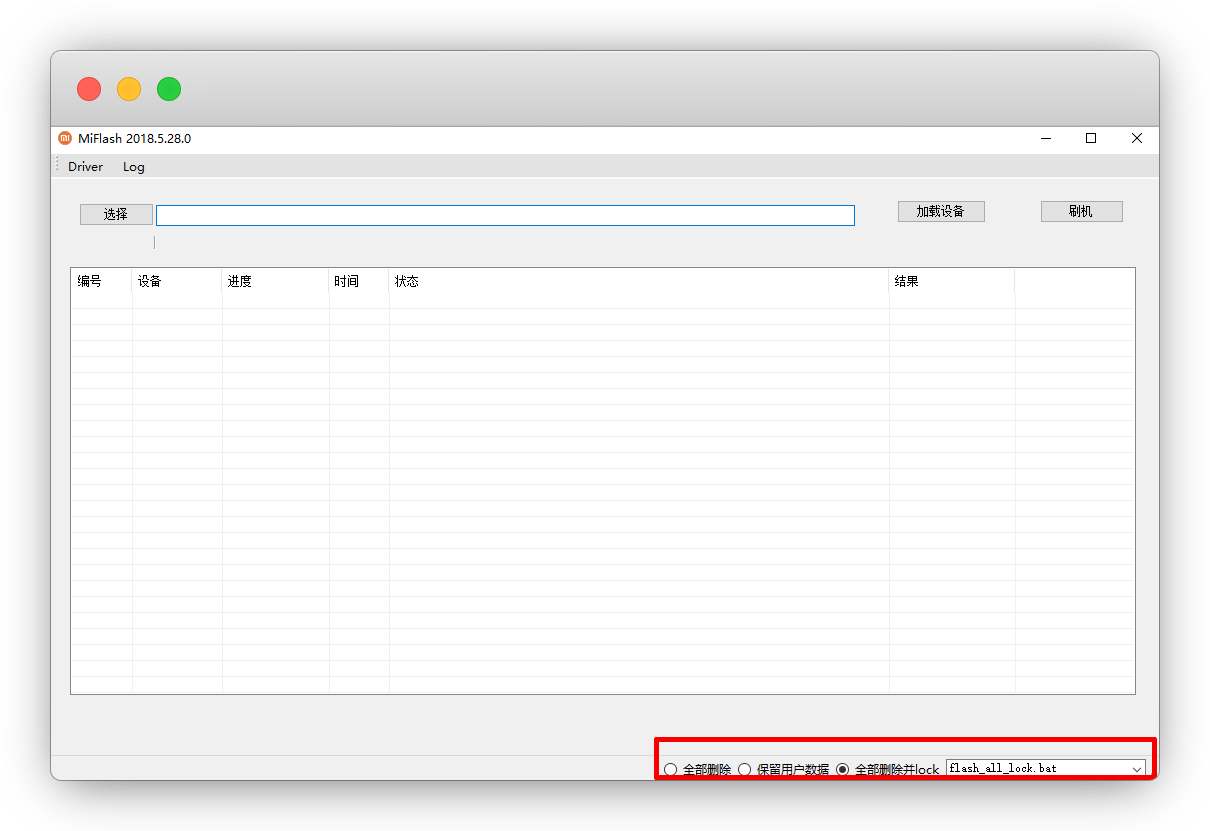 MiFlash 2018.5.28.0
Driver Log
选择 加载设备 刷机
编号 设备 进度 时间 状态 结果
全部删除 保留用户数据 全部删除并lock flash_all_lock.bat